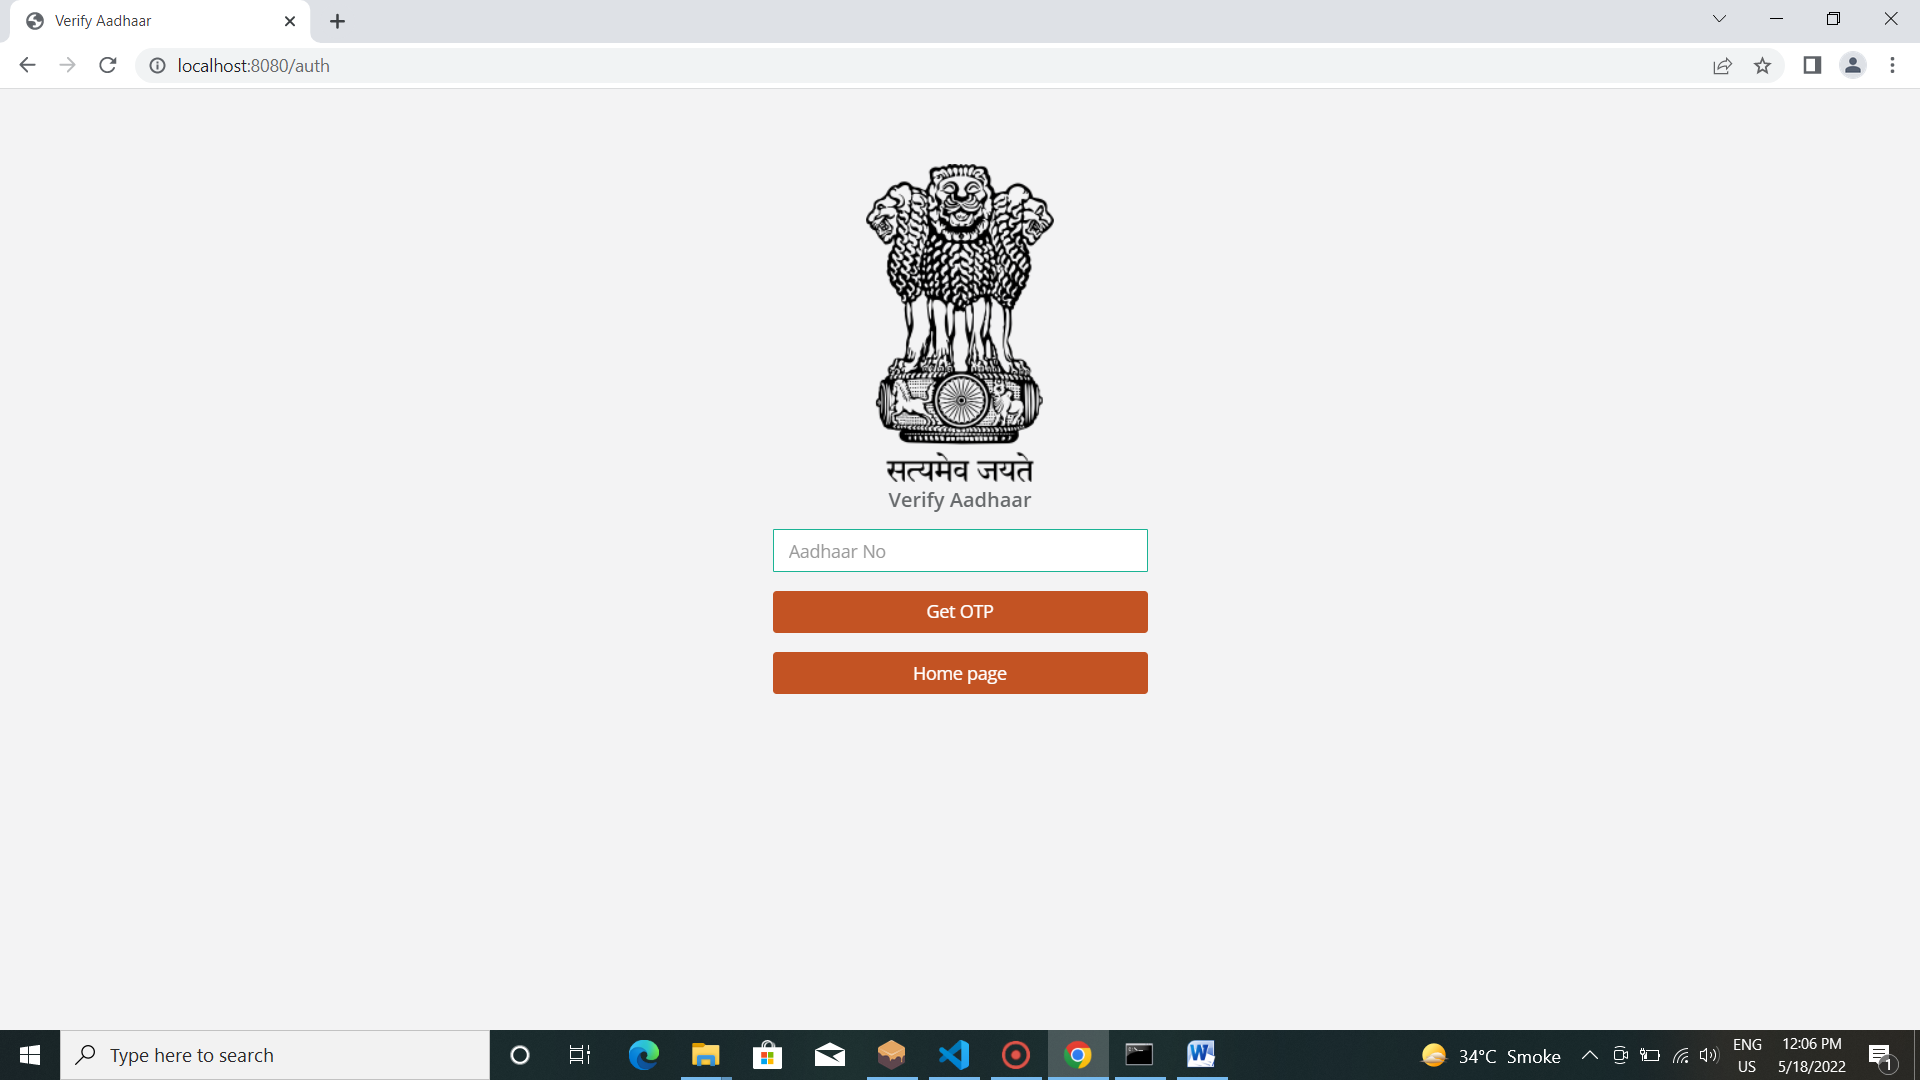 Verify Aadhaar
localhost:8080/auth
सत्यमेव जयते
Verify Aadhaar
Aadhaar No
Get OTP
Home page
Type here to search
34°C Smoke
ENG
US
12:06 PM
5/18/2022
1